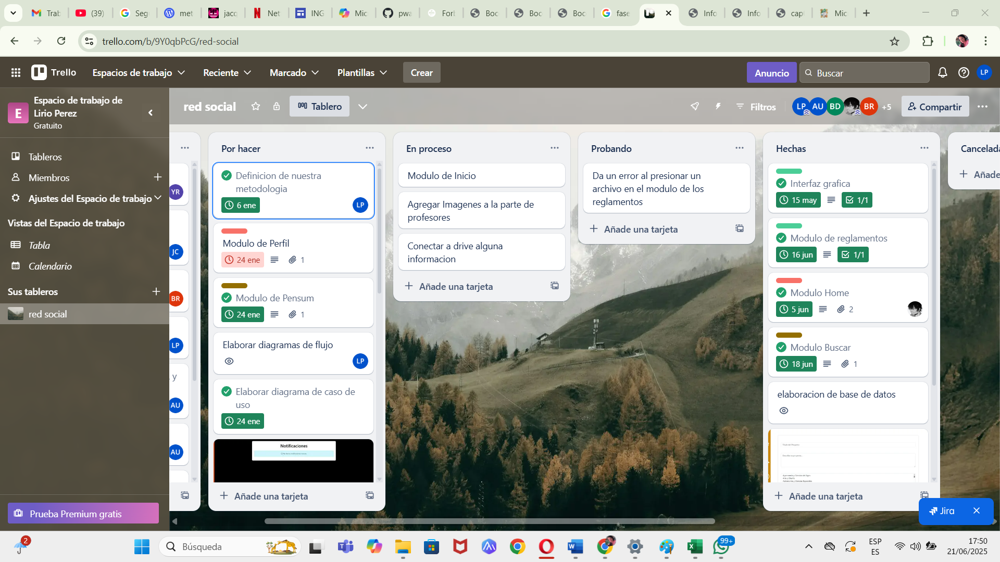 Trab
(39)
Seg
met
jacq
Net
ING
Mic
pwa
Forl
Boc
Boc
Boc
fase
Info
Info
cap
Mic
trello.com/b/9Y0qbPcG/red-social
Trello
Espacios de trabajo
Reciente
Marcado
Plantillas
Crear
Anuncio
Buscar
LP
E
Espacio de trabajo de
Lirio Perez
Gratuito
Tableros
Miembros
Ajustes del Espacio de trabajo
Vistas del Espacio de trabajo
Tabla
Calendario
Sus tableros
red social
Prueba Premium gratis
red social
Tablero
Filtros
LP
AU
BD
BR
+5
Compartir
YR
JC
BR
LP
y
AU
AU
Por hacer
Definicion de nuestra
metodologia
6 ene
LP
Modulo de Perfil
24 ene
1
Modulo de Pensum
24 ene
1
Elaborar diagramas de flujo
LP
Elaborar diagrama de caso de
uso
24 ene
Notificaciones
Añade una tarjeta
En proceso
Modulo de Inicio
Agregar Imagenes a la parte de
profesores
Conectar a drive alguna
informacion
Añade una tarjeta
Probando
Da un error al presionar un
archivo en el modulo de los
reglamentos
Añade una tarjeta
Hechas
Interfaz grafica
15 may
1/1
Modulo de reglamentos
16 jun
1/1
Modulo Home
5 jun
2
Modulo Buscar
18 jun
1
elaboracion de base de datos
Añade una tarjeta
Cancelada
Añade
Jira
2
Búsqueda
99+
ESP
ES
17:50
21/06/2025